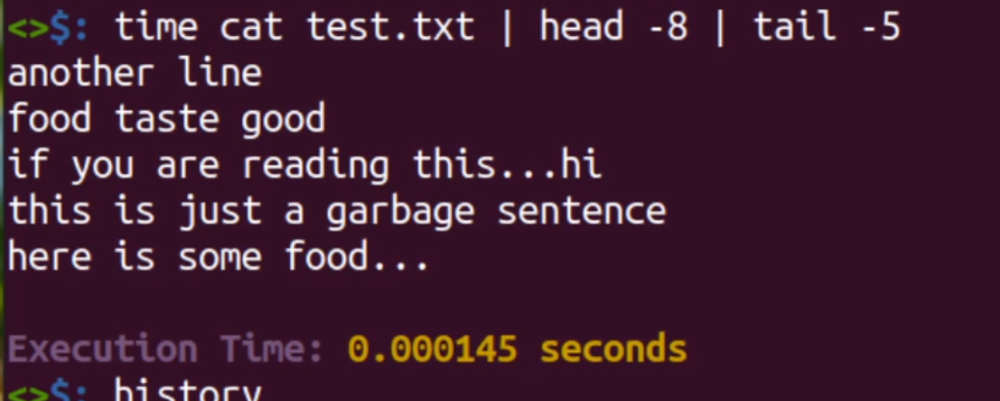 <>$: time cat test.txt | head -8 | tail -5
another line
food taste good
if you are reading this...hi
this is just a garbage sentence
here is some food...
Execution Time: 0.000145 seconds
<>$: history